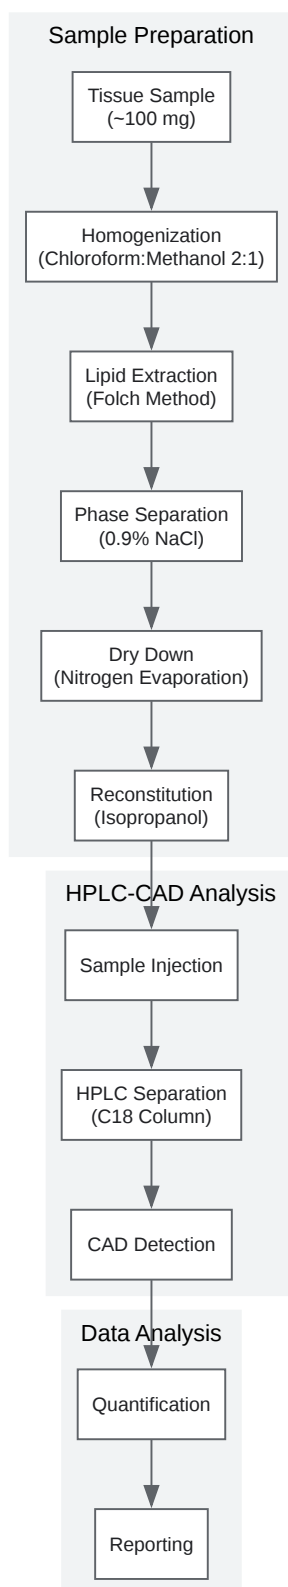 Sample Preparation
Tissue Sample
(~100 mg)
Homogenization
(Chloroform:Methanol 2:1)
Lipid Extraction
(Folch Method)
Phase Separation
(0.9% NaCl)
Dry Down
(Nitrogen Evaporation)
Reconstitution
(Isopropanol)
HPLC-CAD Analysis
Sample Injection
HPLC Separation
(C18 Column)
CAD Detection
Data Analysis
Quantification
Reporting